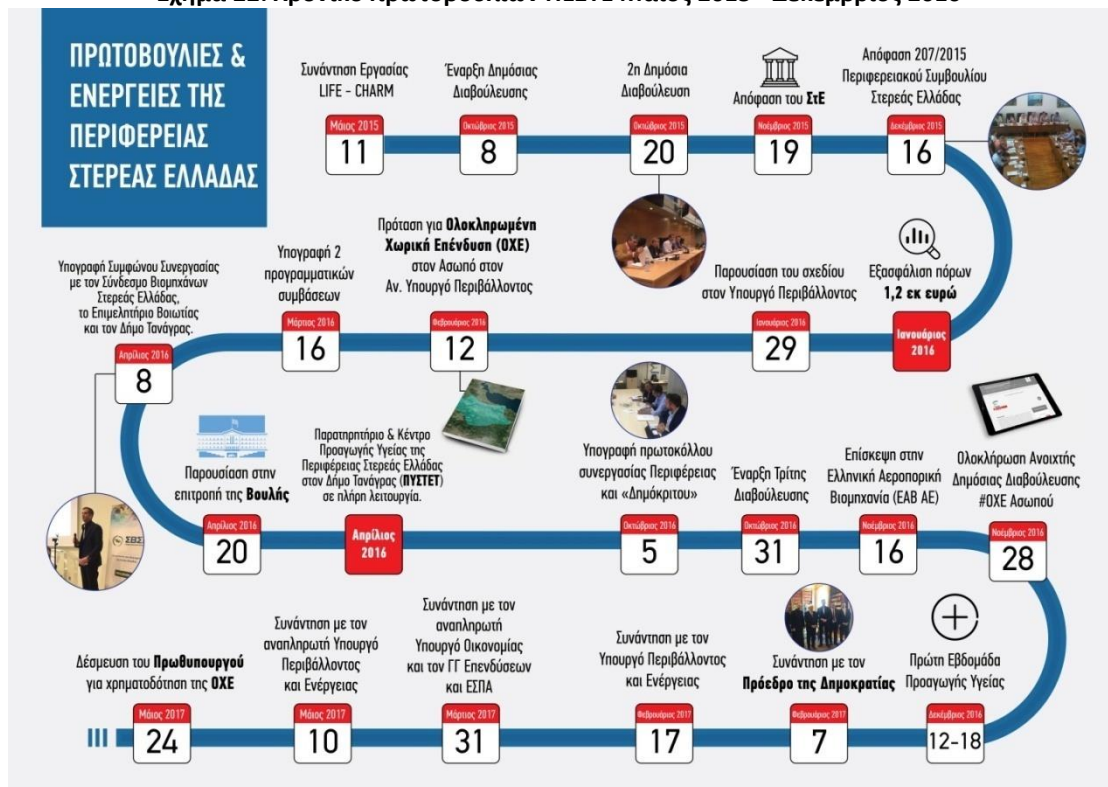 ΠΡΩΤΟΒΟΥΛΙΕΣ &
ΕΝΕΡΓΕΙΕΣ ΤΗΣ
ΠΕΡΙΦΕΡΕΙΑΣ
ΣΤΕΡΕΑΣ ΕΛΛΑΔΑΣ
Συνάντηση Εργασίας
LIFE - CHARM
Μάιος 2015
11
Έναρξη Δημόσιας
Διαβούλευσης
Οκτώβριος 2015
8
2η Δημόσια
Διαβούλευση
Οκτώβριος 2015
20
Απόφαση του ΣτΕ
Νοέμβριος 2015
19
Απόφαση 207/2015
Περιφερειακού Συμβουλίου
Στερεάς Ελλάδας
Δεκέμβριος 2015
16
Εξασφάλιση πόρων
1,2 εκ ευρώ
Ιανουάριος
2016
Παρουσίαση του σχεδίου
στον Υπουργό Περιβάλλοντος
Ιανουάριος 2016
29
Πρόταση για Ολοκληρωμένη
Χωρική Επένδυση (ΟΧΕ)
στον Ασωπό στον
Αν. Υπουργό Περιβάλλοντος
Φεβρουάριος 2016
12
Υπογραφή 2
προγραμματικών
συμβάσεων
Μάρτιος 2016
16
Υπογραφή Συμφώνου Συνεργασίας
με τον Σύνδεσμο Βιομηχάνων
Στερεάς Ελλάδας,
το Επιμελητήριο Βοιωτίας
και τον Δήμο Τανάγρας.
Απρίλιος 2016
8
ΣΒΣ
Παρουσίαση στην
επιτροπή της Βουλής
Απρίλιος 2016
20
Παρατηρητήριο & Κέντρο
Προαγωγής Υγείας της
Περιφέρειας Στερεάς Ελλάδας
στον Δήμο Τανάγρας (ΠΥΣΤΕΤ)
σε πλήρη λειτουργία.
Απρίλιος
2016
Υπογραφή πρωτοκόλλου
συνεργασίας Περιφέρειας
και «Δημόκριτου»
Οκτώβριος 2016
5
Έναρξη Τρίτης
Διαβούλευσης
Οκτώβριος 2016
31
Επίσκεψη στην
Ελληνική Αεροπορική
Βιομηχανία (ΕΑΒ ΑΕ)
Νοέμβριος 2016
16
Ολοκλήρωση Ανοιχτής
Δημόσιας Διαβούλευσης
#ΟΧΕ Ασωπού
Νοέμβριος 2016
28
Πρώτη Εβδομάδα
Προαγωγής Υγείας
Δεκέμβριος 2016
12-18
Συνάντηση με τον
Πρόεδρο της Δημοκρατίας
Φεβρουάριος 2017
7
Συνάντηση με τον
Υπουργό Περιβάλλοντος
και Ενέργειας
Φεβρουάριος 2017
17
Συνάντηση με τον
αναπληρωτή
Υπουργό Οικονομίας
και τον ΓΓ Επενδύσεων
και ΕΣΠΑ
Μάρτιος 2017
31
Συνάντηση με τον
αναπληρωτή Υπουργό
Περιβάλλοντος
και Ενέργειας
Μάιος 2017
10
Δέσμευση του Πρωθυπουργού
για χρηματοδότηση της ΟΧΕ
Μάιος 2017
24